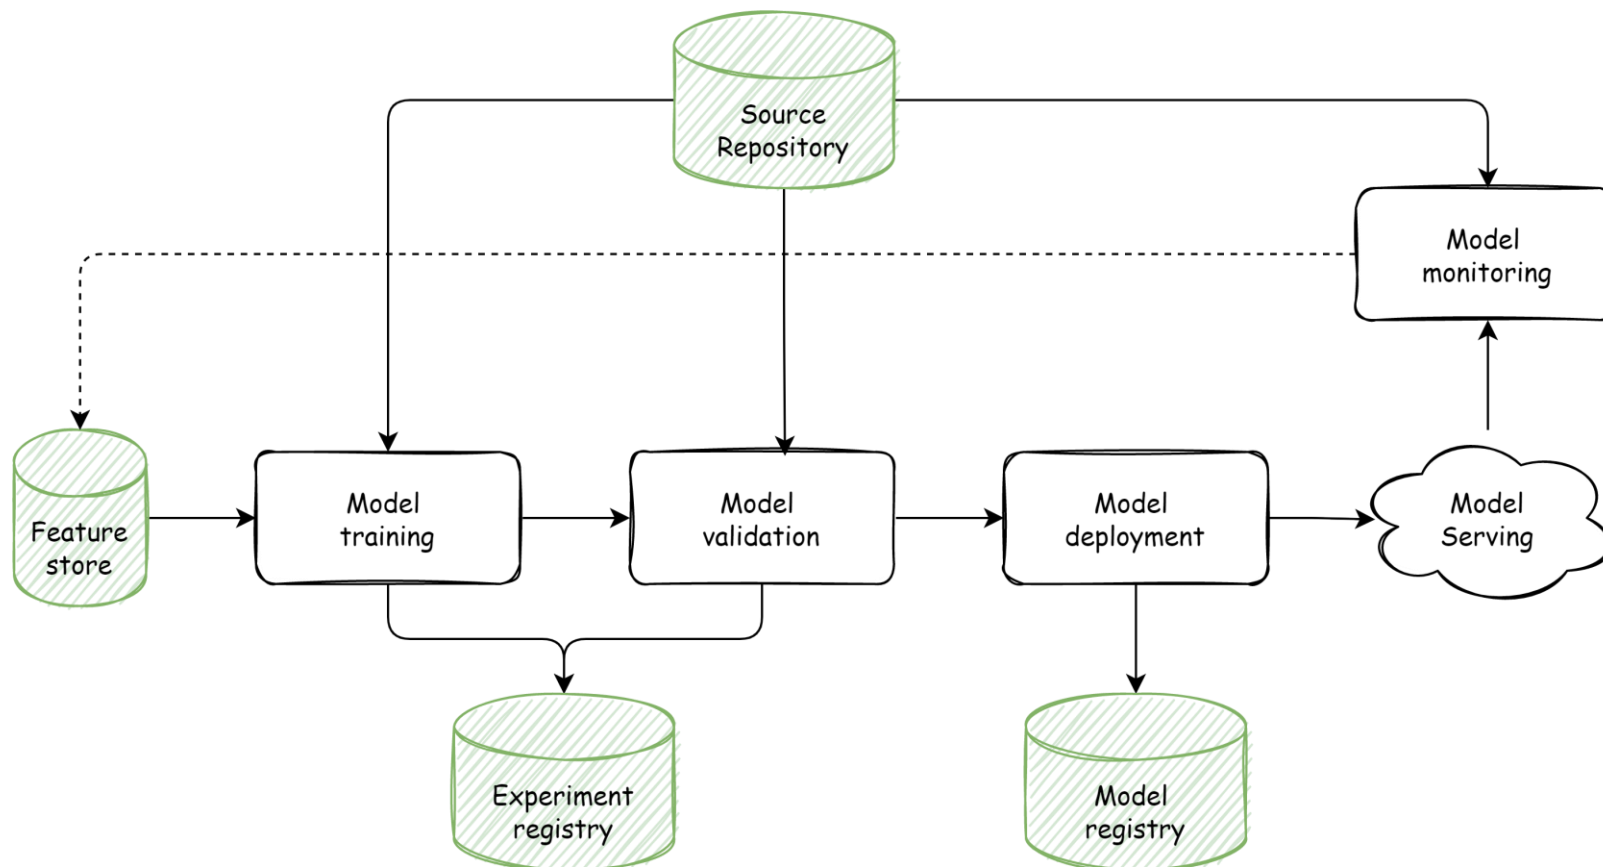 Source
Repository
Model
monitoring
Feature
store
Model
training
Model
validation
Model
deployment
Model
Serving
Experiment
registry
Model
registry